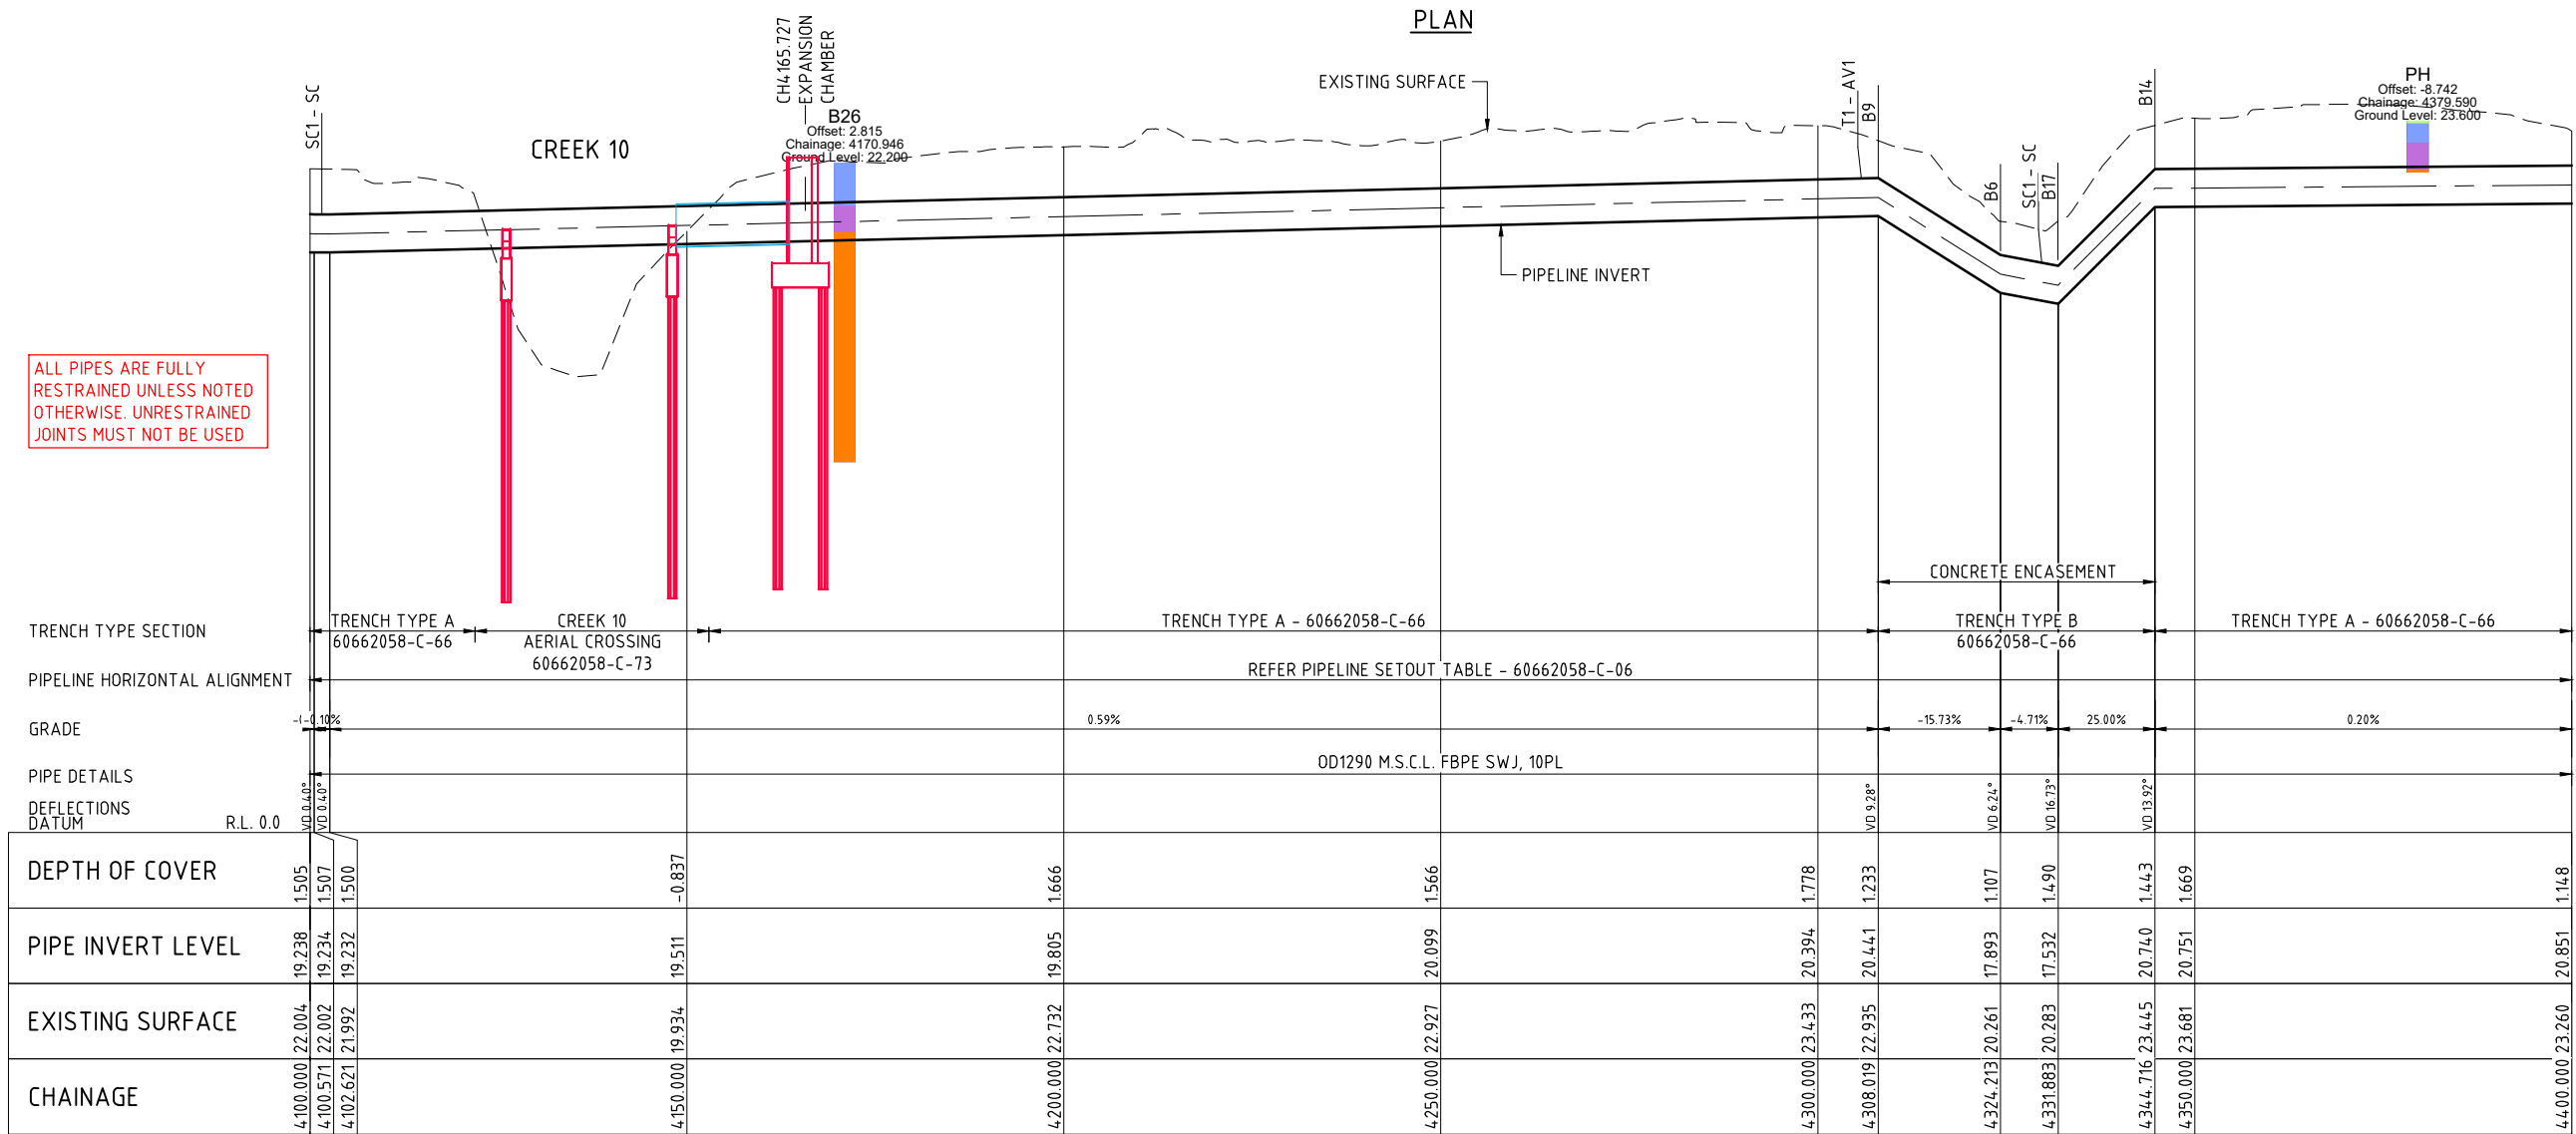 PLAN
SC1 - SC
CREEK 10
CH4165.727
EXPANSION
CHAMBER
B26
Offset: 2.815
Chainage: 4170.946
Ground Level: 22.200
EXISTING SURFACE
T1 - AV1
B9
B6
SC1 - SC
B17
B14
PH
Offset: -8.742
Chainage: 4379.590
Ground Level: 23.600
PIPELINE INVERT
ALL PIPES ARE FULLY
RESTRAINED UNLESS NOTED
OTHERWISE. UNRESTRAINED
JOINTS MUST NOT BE USED
CONCRETE ENCASEMENT
TRENCH TYPE SECTION
TRENCH TYPE A
60662058-C-66
CREEK 10
AERIAL CROSSING
60662058-C-73
TRENCH TYPE A - 60662058-C-66
TRENCH TYPE B
60662058-C-66
TRENCH TYPE A - 60662058-C-66
PIPELINE HORIZONTAL ALIGNMENT
REFER PIPELINE SETOUT TABLE - 60662058-C-06
GRADE
-0.10%
0.59%
-15.73%
-4.71%
25.00%
0.20%
PIPE DETAILS
OD1290 M.S.C.L. FBPE SWJ, 10PL
DEFLECTIONS
VD 0.40°
VD 0.40°
VD 9.28°
VD 6.24°
VD 16.73°
VD 13.92°
DATUM R.L. 0.0
DEPTH OF COVER 1.505 1.507 1.500 -0.837 1.666 1.566 1.778 1.233 1.107 1.490 1.443 1.669 1.148
PIPE INVERT LEVEL 19.238 19.234 19.232 19.511 19.805 20.099 20.394 20.441 17.893 17.532 20.740 20.751 20.851
EXISTING SURFACE 22.004 22.002 21.992 19.934 22.732 22.927 23.433 22.935 20.261 20.283 23.445 23.681 23.260
CHAINAGE 4100.000 4100.571 4102.621 4150.000 4200.000 4250.000 4300.000 4308.019 4324.213 4331.883 4344.716 4350.000 4400.000